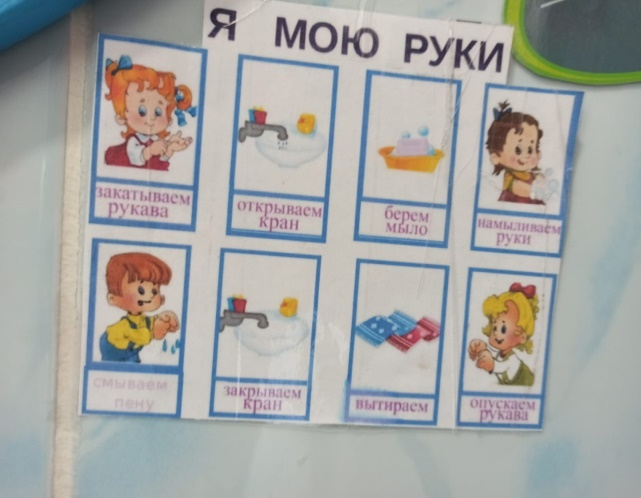 Я МОЮ РУКИ
закатываем
рукава
открываем
кран
берем
мыло
намыливаем
руки
смываем
пену
закрываем
кран
вытираем
опускаем
рукава